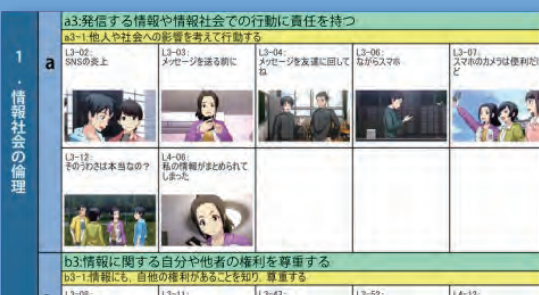 a3:発信する情報や情報社会での行動に責任を持つ
a3-1:他人や社会への影響を考えて行動する
1・情報社会の倫理
a
L3-02:
SNSの炎上
L3-03:
メッセージを送る前に
L3-04:
メッセージを友達に回して
ね
L3-06:
ながらスマホ
L3-07:
スマホのカメラは便利だけ
ど
L3-12:
そのうわさは本当なの?
L4-06:
私の情報がまとめられて
しまった
b3:情報に関する自分や他者の権利を尊重する
b3-1:情報にも,自他の権利があることを知り,尊重する
L3-11: